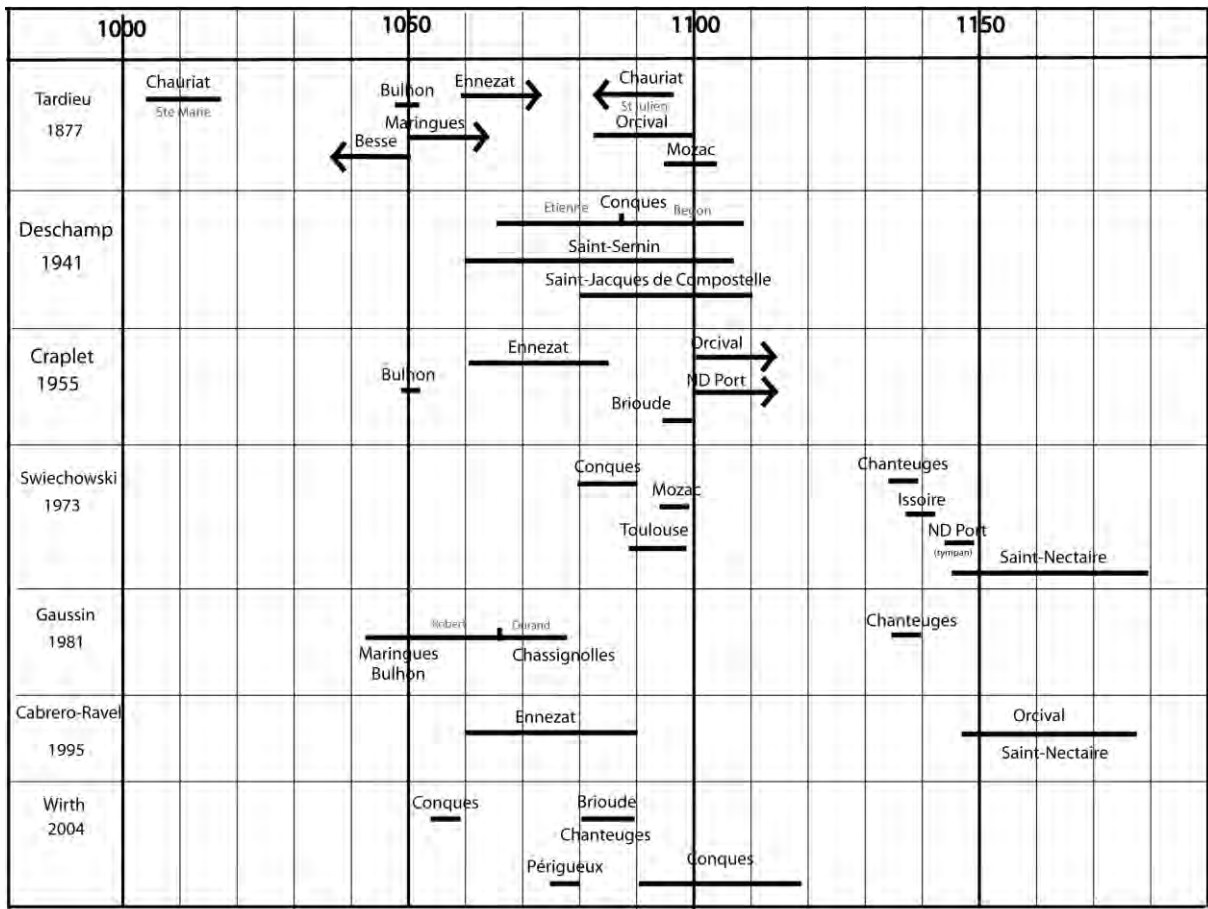 1000 1050 1100 1150
Tardieu
1877
Chauriat
Ste Marie
Bulhon
Ennezat
Chauriat
St Julien
Maringues
Orcival
Besse
Mozac
Deschamp
1941
Etienne
Conques
Begon
Saint-Sernin
Saint-Jacques de Compostelle
Craplet
1955
Ennezat
Orcival
Bulhon
ND Port
Brioude
Swiechowski
1973
Conques
Chanteuges
Mozac
Issoire
Toulouse
ND Port
(tympan)
Saint-Nectaire
Gaussin
1981
Robert
Durand
Chanteuges
Maringues
Bulhon
Chassignolles
Cabrero-Ravel
1995
Ennezat
Orcival
Saint-Nectaire
Wirth
2004
Conques
Brioude
Chanteuges
Périgueux
Conques